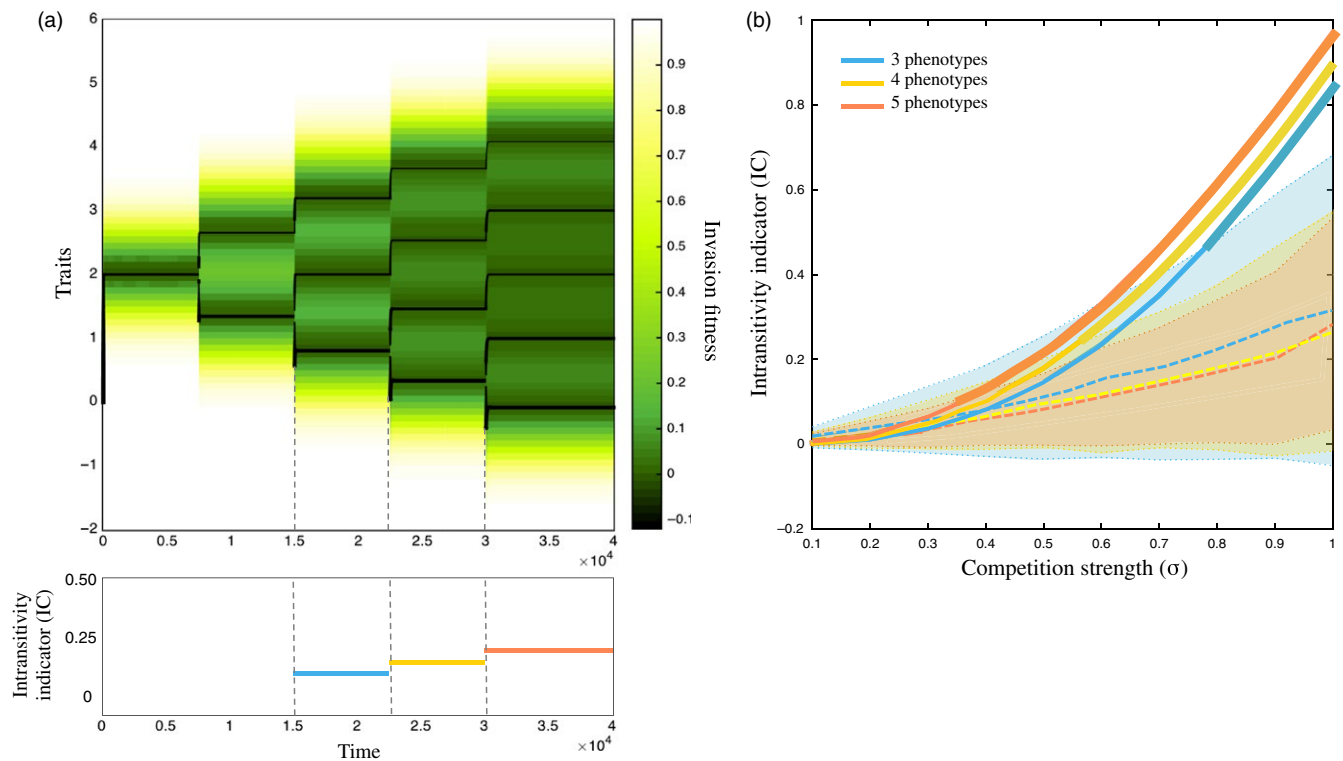 (a)
6
5
4
3
2
1
0
−1
−2
Traits
0 0.5 1 1.5 2 2.5 3 3.5 4
×10⁴
0.9
0.8
0.7
0.6
0.5
0.4
0.3
0.2
0.1
0
−0.1
Invasion fitness
0.50
0.25
0
Intransitivity
indicator (IC)
0 0.5 1 1.5 2 2.5 3 3.5 4
×10⁴
Time
(b)
1
0.8
0.6
0.4
0.2
0
−0.2
Intransitivity indicator (IC)
3 phenotypes
4 phenotypes
5 phenotypes
0.1 0.2 0.3 0.4 0.5 0.6 0.7 0.8 0.9 1
Competition strength (σ)